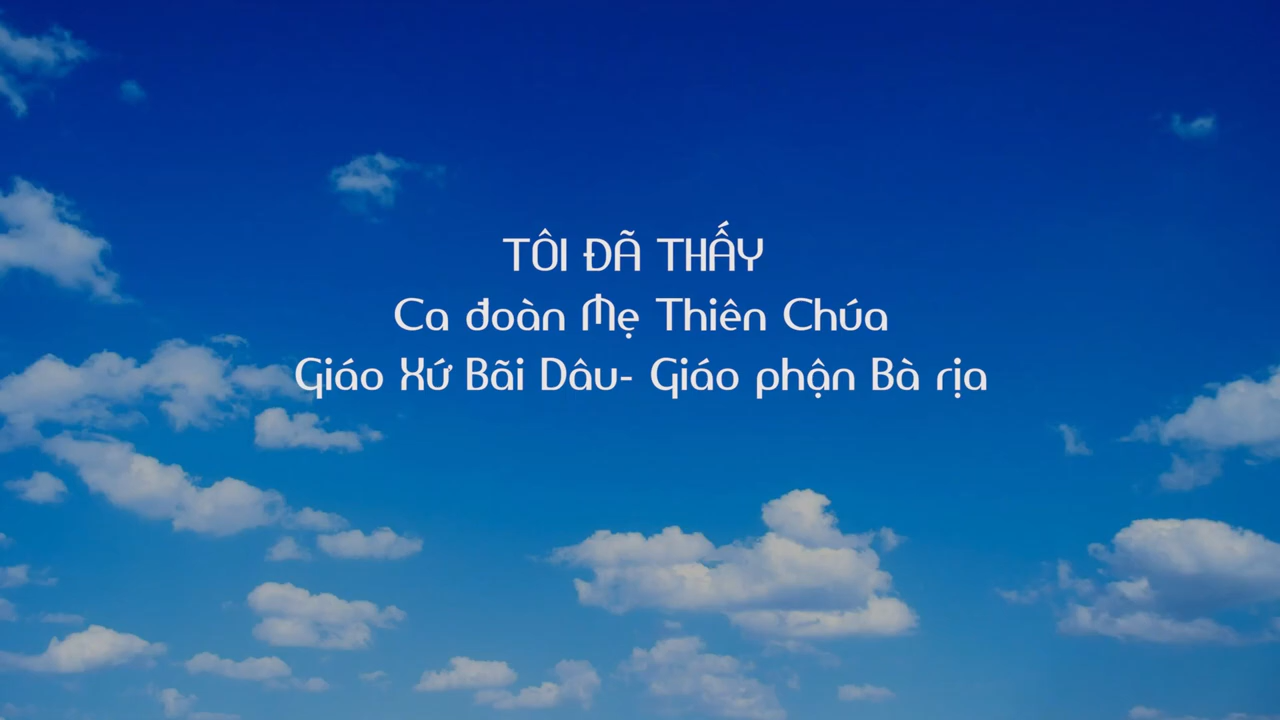 TÔI ĐÃ THẤY
Ca đoàn Mẹ Thiên Chúa
Giáo Xứ Bãi Dâu- Giáo phận Bà rịa